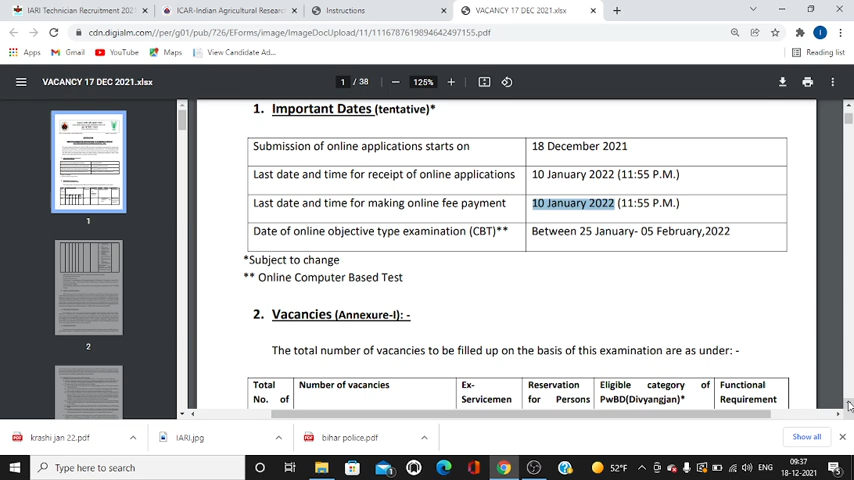 IARI Technician Recruitment 2021
ICAR-Indian Agricultural Research
Instructions
VACANCY 17 DEC 2021.xlsx
cdn.digialm.com//per/g01/pub/726/EForms/image/ImageDocUpload/11/1116787618994642497155.pdf
Apps
Gmail
YouTube
Maps
View Candidate Ad...
Reading list
VACANCY 17 DEC 2021.xlsx
1 / 38
125%
1. Important Dates (tentative)*
Submission of online applications starts on 18 December 2021
Last date and time for receipt of online applications 10 January 2022 (11:55 P.M.)
Last date and time for making online fee payment 10 January 2022 (11:55 P.M.)
Date of online objective type examination (CBT)** Between 25 January- 05 February,2022
*Subject to change
** Online Computer Based Test
2. Vacancies (Annexure-I): -
The total number of vacancies to be filled up on the basis of this examination are as under: -
Total Number of vacancies Ex- Reservation Eligible category of Functional
No. of Servicemen for Persons PwBD(Divyangjan)* Requirement
1
2
krashi jan 22.pdf
IARI.jpg
bihar police.pdf
Show all
Type here to search
52°F
ENG
09:37
18-12-2021